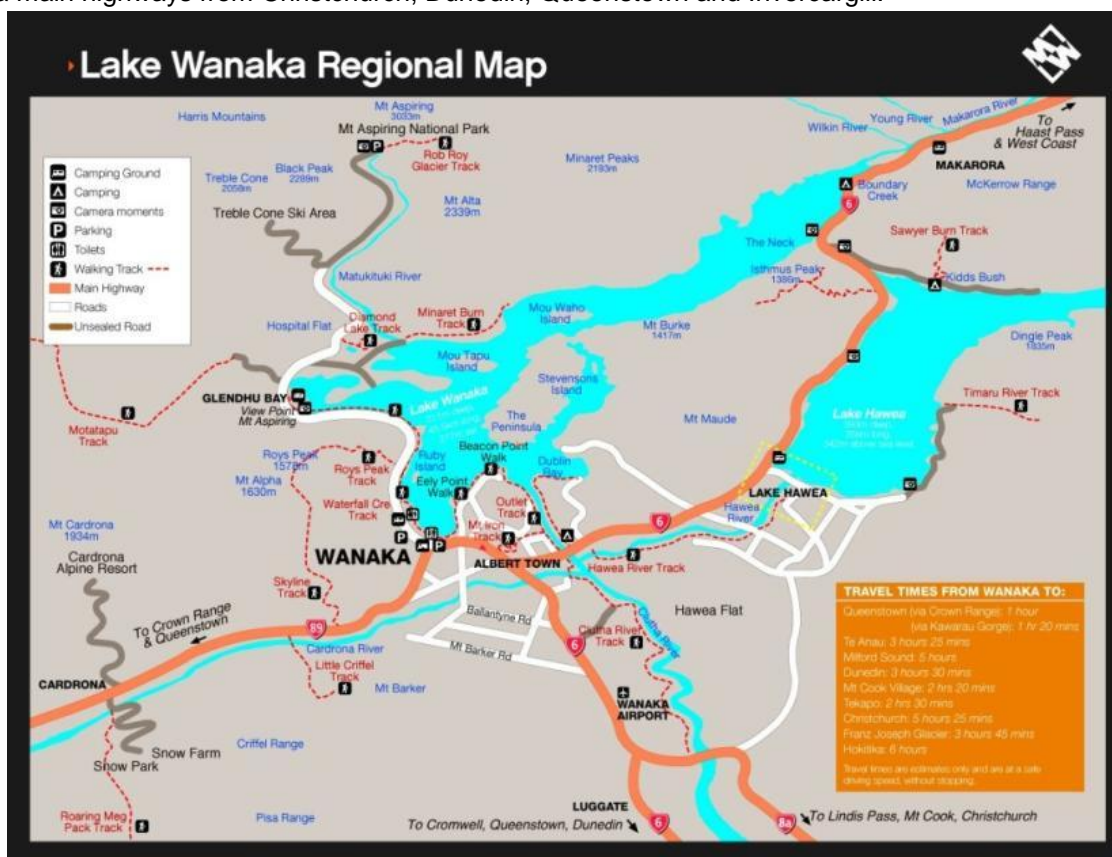 Lake Wanaka Regional Map
Harris Mountains
Mt Aspiring
3033m
Mt Aspiring National Park
Rob Roy
Glacier Track
Wilkin River
Young River
Makarora River
To
Haast Pass
& West Coast
MAKARORA
Camping Ground
Camping
Camera moments
P
Parking
Toilets
Walking Track
Main Highway
Roads
Unsealed Road
P
Black Peak
2289m
Treble Cone
2058m
Treble Cone Ski Area
Mt Alta
2339m
Minaret Peaks
2193m
Boundary
Creek
McKerrow Range
6
Sawyer Burn Track
The Neck
Isthmus Peak
1386m
Kidds Bush
Matukituki River
Hospital Flat
Diamond
Lake Track
Minaret Burn
Track
Mou Waho
Island
Mt Burke
1417m
Dingle Peak
1835m
Mou Tapu
Island
Stevensons
Island
GLENDHU BAY
View Point
Mt Aspiring
Lake Wanaka
The
Peninsula
Mt Maude
Lake Hawea
Timaru River Track
Motatapu
Track
Roys Peak
1578m
Mt Alpha
1630m
Roys Peak
Track
Ruby
Island
Beacon Point
Walk
Eely Point
Walk
Dublin
Bay
Waterfall Cre
Track
Outlet
Track
Mt Iron
Track
LAKE HAWEA
Hawea
River
6
Mt Cardrona
1934m
Cardrona
Alpine Resort
P
P
WANAKA
ALBERT TOWN
Hawea River Track
Skyline
Track
Ballantyne Rd
Mt Barker Rd
Hawea Flat
To Crown Range
& Queenstown
89
Cardrona River
Little Criffel
Track
Mt Barker
6
Clutha River
Track
Clutha River
CARDRONA
WANAKA
AIRPORT
Snow Farm
Snow Park
Criffel Range
Roaring Meg
Pack Track
Pisa Range
LUGGATE
To Cromwell, Queenstown, Dunedin
6
8a
To Lindis Pass, Mt Cook, Christchurch
TRAVEL TIMES FROM WANAKA TO:
Queenstown (via Crown Range): 1 hour
(via Kawarau Gorge): 1 hr 20 mins
Te Anau: 3 hours 25 mins
Milford Sound: 5 hours
Dunedin: 3 hours 30 mins
Mt Cook Village: 2 hrs 20 mins
Tekapo: 2 hrs 30 mins
Christchurch: 5 hours 25 mins
Franz Joseph Glacier: 3 hours 45 mins
Hokitika: 6 hours
Travel times are estimates only and are at a safe
driving speed, without stopping.